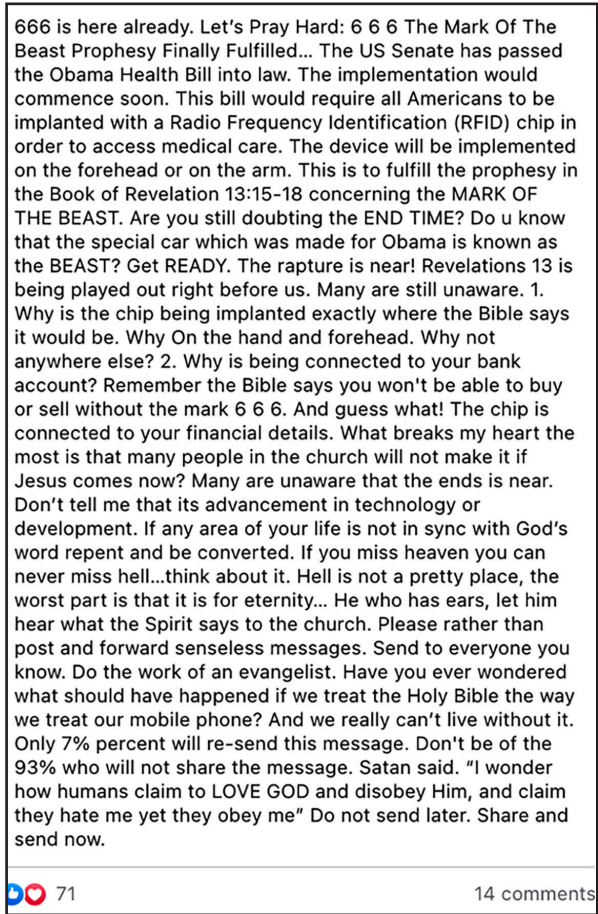 666 is here already. Let’s Pray Hard: 6 6 6 The Mark Of The
Beast Prophesy Finally Fulfilled... The US Senate has passed
the Obama Health Bill into law. The implementation would
commence soon. This bill would require all Americans to be
implanted with a Radio Frequency Identification (RFID) chip in
order to access medical care. The device will be implemented
on the forehead or on the arm. This is to fulfill the prophesy in
the Book of Revelation 13:15-18 concerning the MARK OF
THE BEAST. Are you still doubting the END TIME? Do u know
that the special car which was made for Obama is known as
the BEAST? Get READY. The rapture is near! Revelations 13 is
being played out right before us. Many are still unaware. 1.
Why is the chip being implanted exactly where the Bible says
it would be. Why On the hand and forehead. Why not
anywhere else? 2. Why is being connected to your bank
account? Remember the Bible says you won't be able to buy
or sell without the mark 6 6 6. And guess what! The chip is
connected to your financial details. What breaks my heart the
most is that many people in the church will not make it if
Jesus comes now? Many are unaware that the ends is near.
Don’t tell me that its advancement in technology or
development. If any area of your life is not in sync with God’s
word repent and be converted. If you miss heaven you can
never miss hell...think about it. Hell is not a pretty place, the
worst part is that it is for eternity... He who has ears, let him
hear what the Spirit says to the church. Please rather than
post and forward senseless messages. Send to everyone you
know. Do the work of an evangelist. Have you ever wondered
what should have happened if we treat the Holy Bible the way
we treat our mobile phone? And we really can’t live without it.
Only 7% percent will re-send this message. Don't be of the
93% who will not share the message. Satan said. “I wonder
how humans claim to LOVE GOD and disobey Him, and claim
they hate me yet they obey me” Do not send later. Share and
send now.
71 14 comments